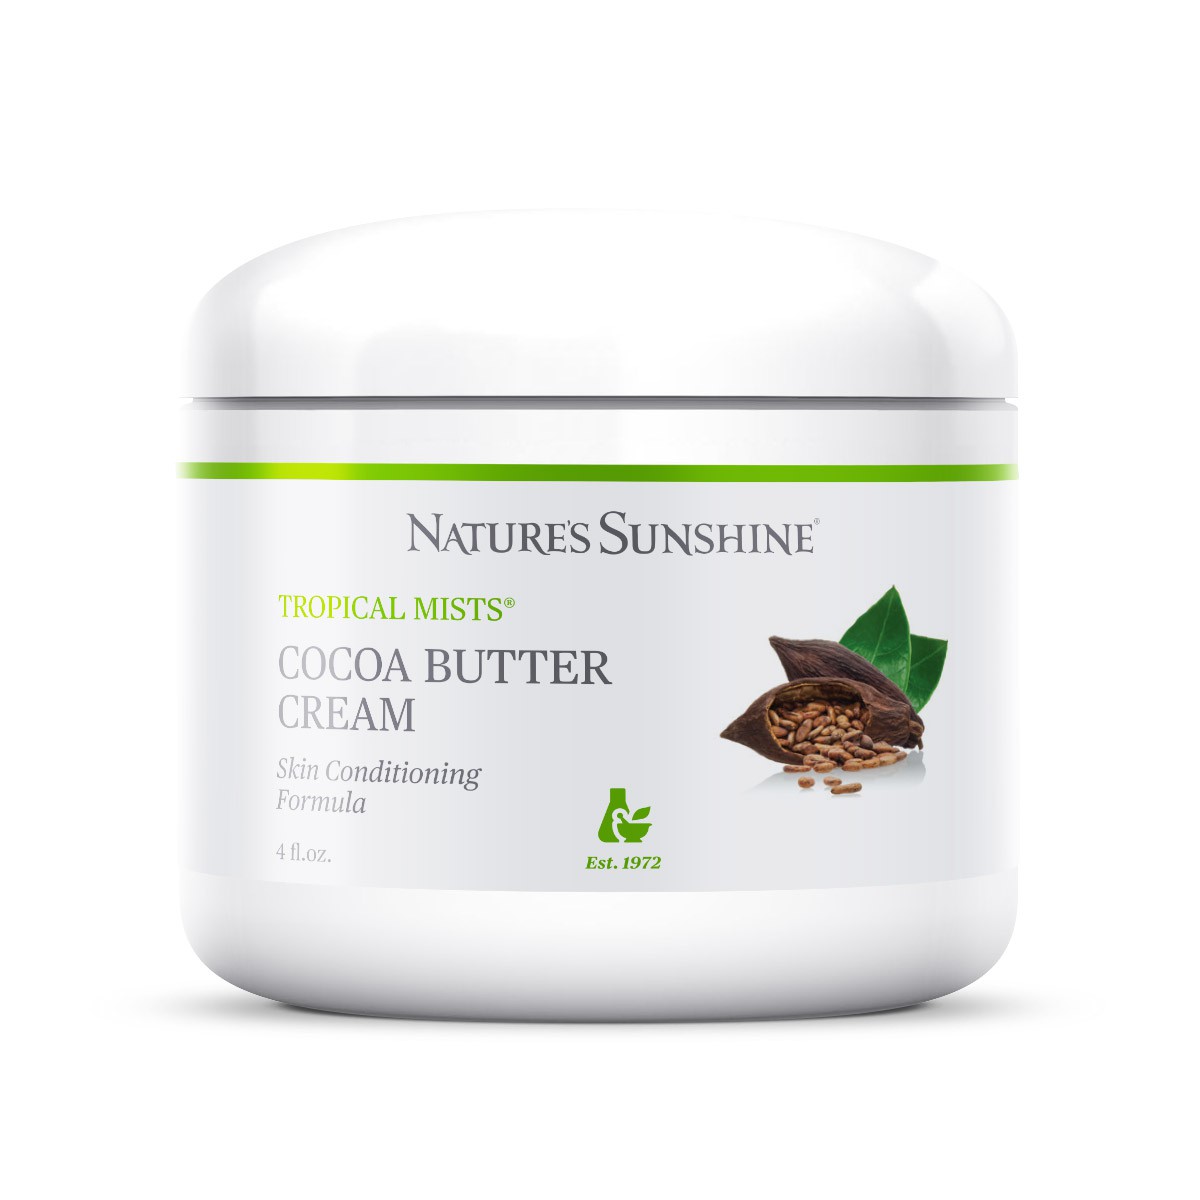 NATURE'S SUNSHINE®
TROPICAL MISTS®
COCOA BUTTER
CREAM
Skin Conditioning
Formula
4 fl.oz.
Est. 1972